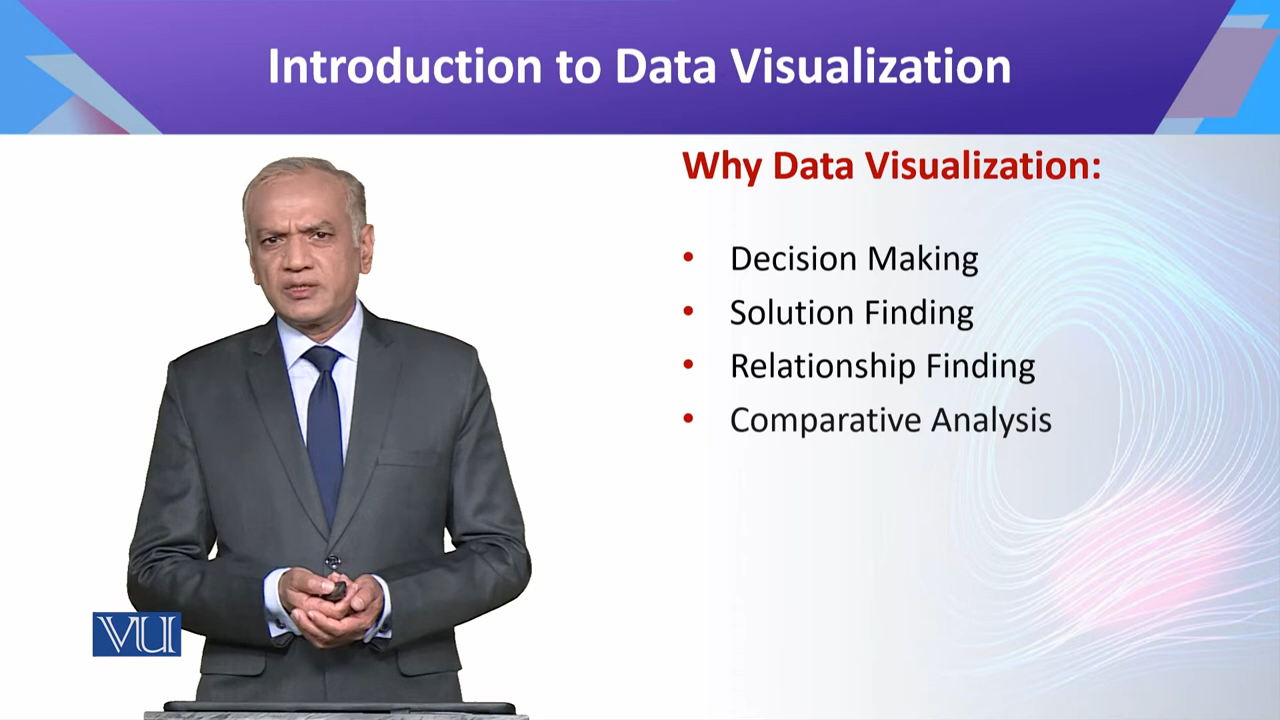 Introduction to Data Visualization
Why Data Visualization:
• Decision Making
• Solution Finding
• Relationship Finding
• Comparative Analysis
VU